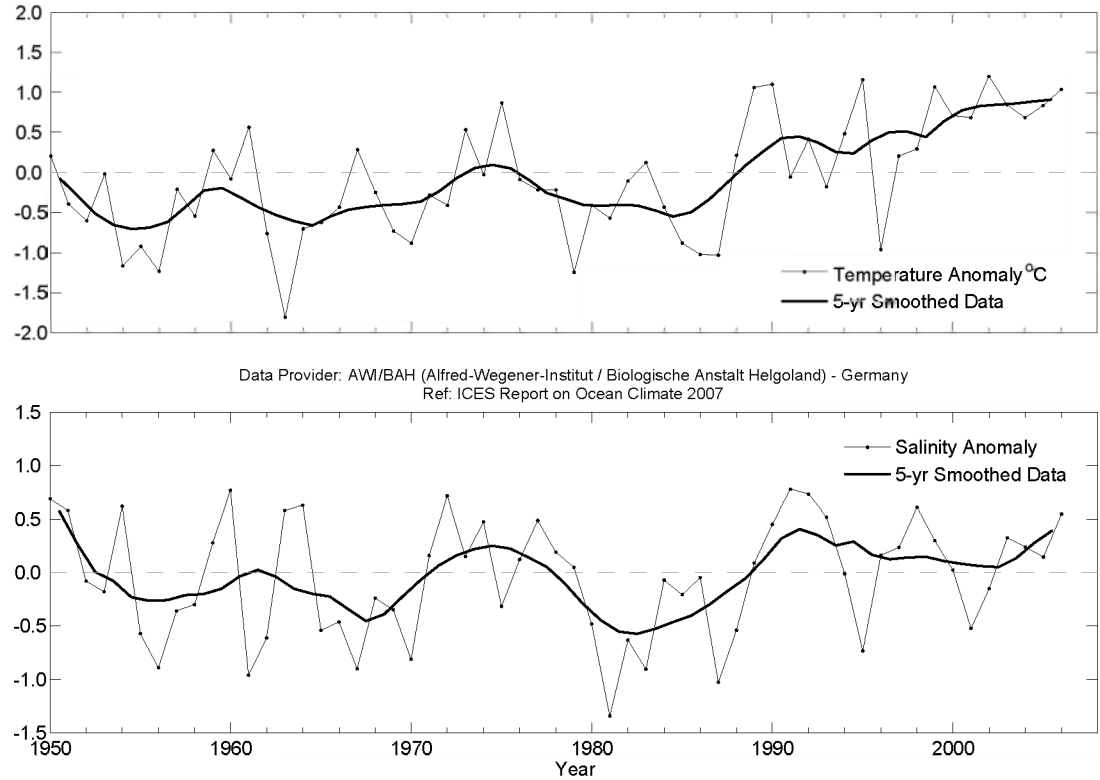 2.0
1.5
1.0
0.5
0.0
-0.5
-1.0
-1.5
-2.0
Temperature Anomaly °C
5-yr Smoothed Data
Data Provider: AWI/BAH (Alfred-Wegener-Institut / Biologische Anstalt Helgoland) - Germany
Ref: ICES Report on Ocean Climate 2007
1.5
1.0
0.5
0.0
-0.5
-1.0
-1.5
Salinity Anomaly
5-yr Smoothed Data
1950 1960 1970 1980 1990 2000
Year